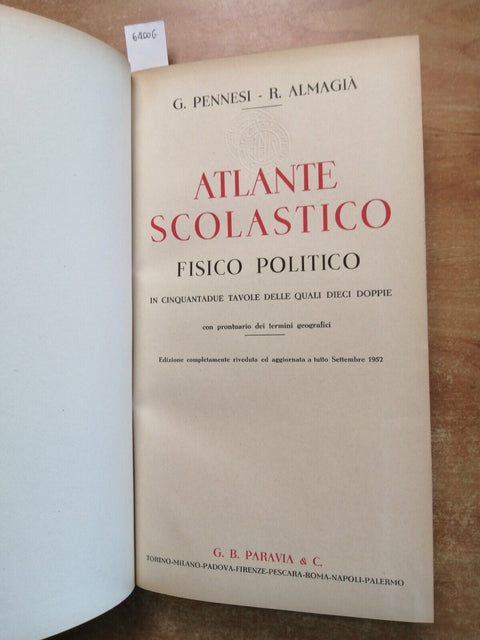 6400G
G. PENNESI - R. ALMAGIÀ
ATLANTE
SCOLASTICO
FISICO POLITICO
IN CINQUANTADUE TAVOLE DELLE QUALI DIECI DOPPIE
con prontuario dei termini geografici
Edizione completamente riveduta ed aggiornata a tutto Settembre 1952
G. B. PARAVIA & C.
TORINO-MILANO-PADOVA-FIRENZE-PESCARA-ROMA-NAPOLI-PALERMO